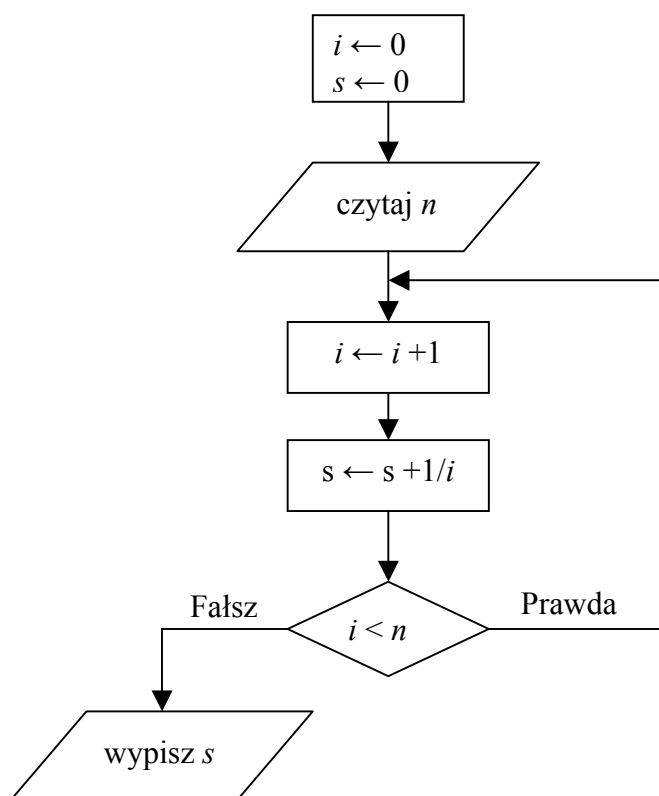 i ← 0
s ← 0
czytaj n
i ← i +1
s ← s +1/i
Fałsz
i < n
Prawda
wypisz s